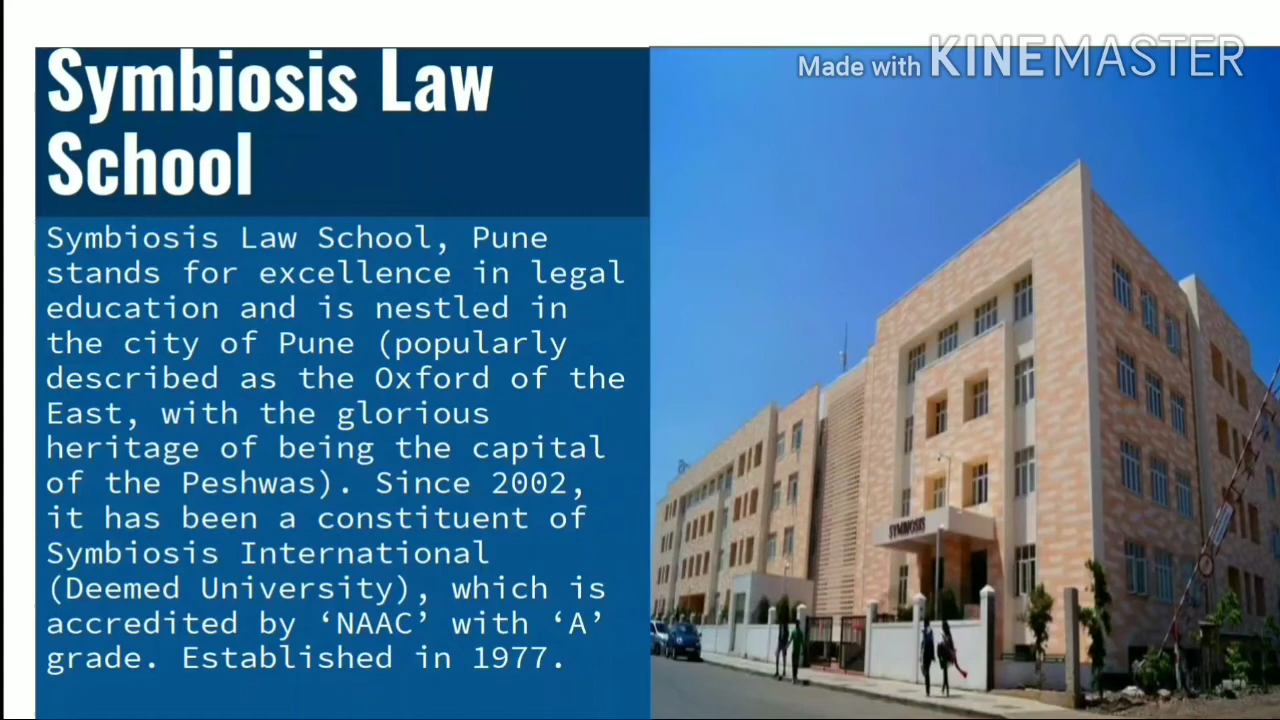 Made with KINEMASTER
Symbiosis Law
School
Symbiosis Law School, Pune
stands for excellence in legal
education and is nestled in
the city of Pune (popularly
described as the Oxford of the
East, with the glorious
heritage of being the capital
of the Peshwas). Since 2002,
it has been a constituent of
Symbiosis International
(Deemed University), which is
accredited by ‘NAAC’ with ‘A’
grade. Established in 1977.
SYMBIOSIS